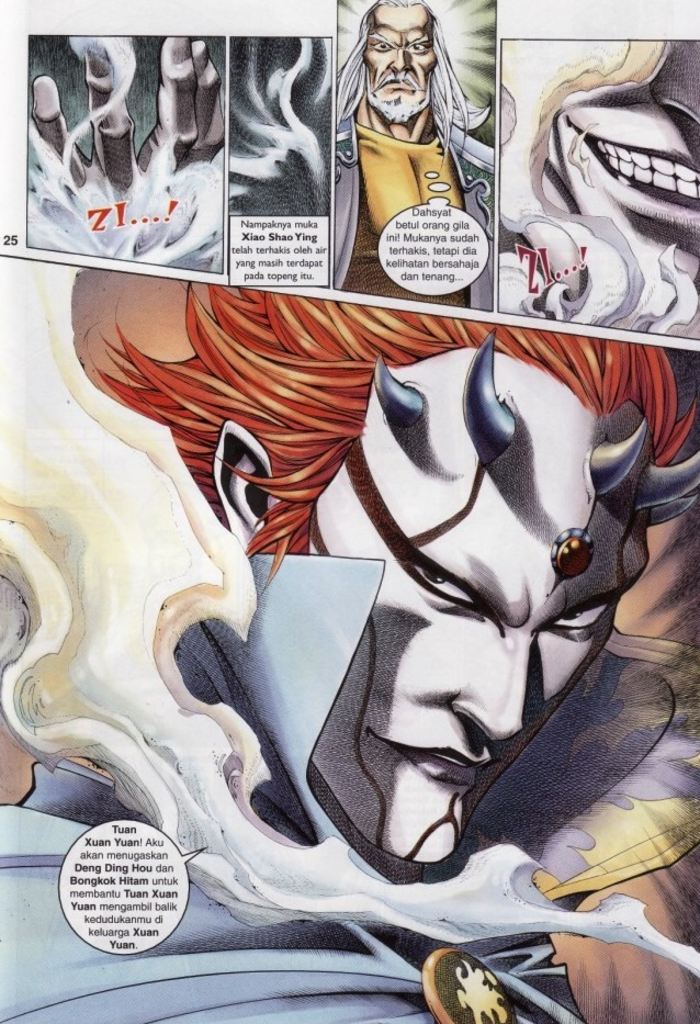 ZI....!
Nampaknya muka
Xiao Shao Ying
telah terhakis oleh air
yang masih terdapat
pada topeng itu.
Dahsyat
betul orang gila
ini! Mukanya sudah
terhakis, tetapi dia
kelihatan bersahaja
dan tenang...
ZI...!
25
Tuan
Xuan Yuan! Aku
akan menugaskan
Deng Ding Hou dan
Bongkok Hitam untuk
membantu Tuan Xuan
Yuan mengambil balik
kedudukanmu di
keluarga Xuan
Yuan.